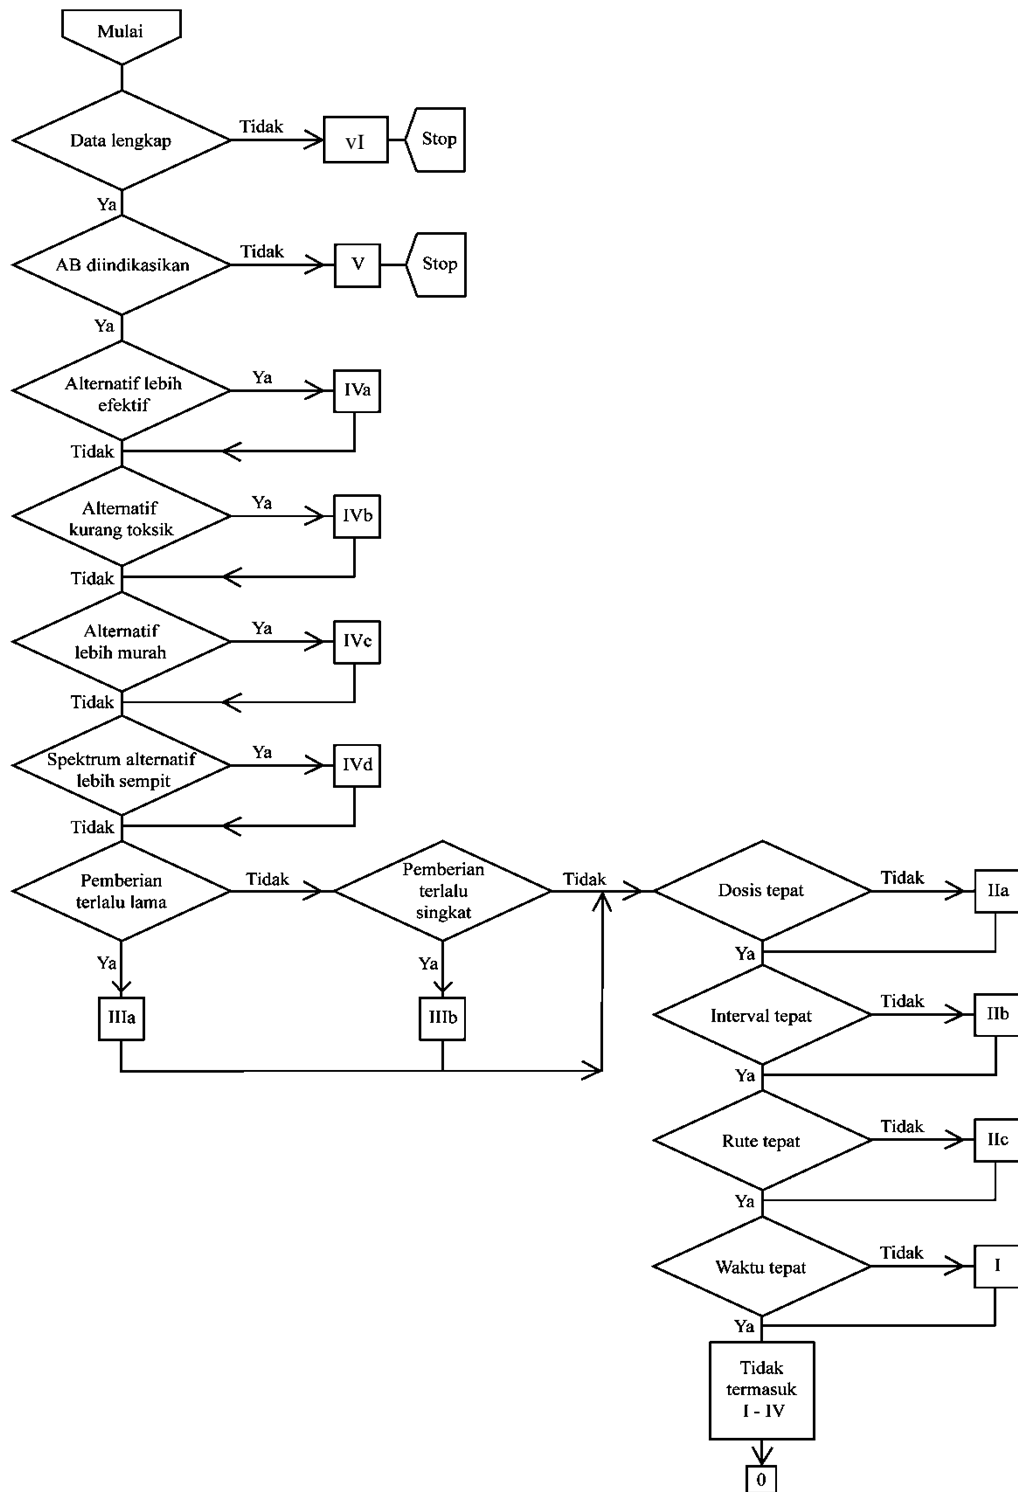 Mulai
Data lengkap
Tidak
vI
Stop
Ya
AB diindikasikan
Tidak
V
Stop
Ya
Alternatif lebih
efektif
Ya
IVa
Tidak
Alternatif
kurang toksik
Ya
IVb
Tidak
Alternatif
lebih murah
Ya
IVc
Tidak
Spektrum alternatif
lebih sempit
Ya
IVd
Tidak
Pemberian
terlalu lama
Tidak
Ya
IIIa
Pemberian
terlalu
singkat
Tidak
Ya
IIIb
Dosis tepat
Tidak
IIa
Ya
Interval tepat
Tidak
IIb
Ya
Rute tepat
Tidak
IIc
Ya
Waktu tepat
Tidak
I
Ya
Tidak
termasuk
I - IV
0